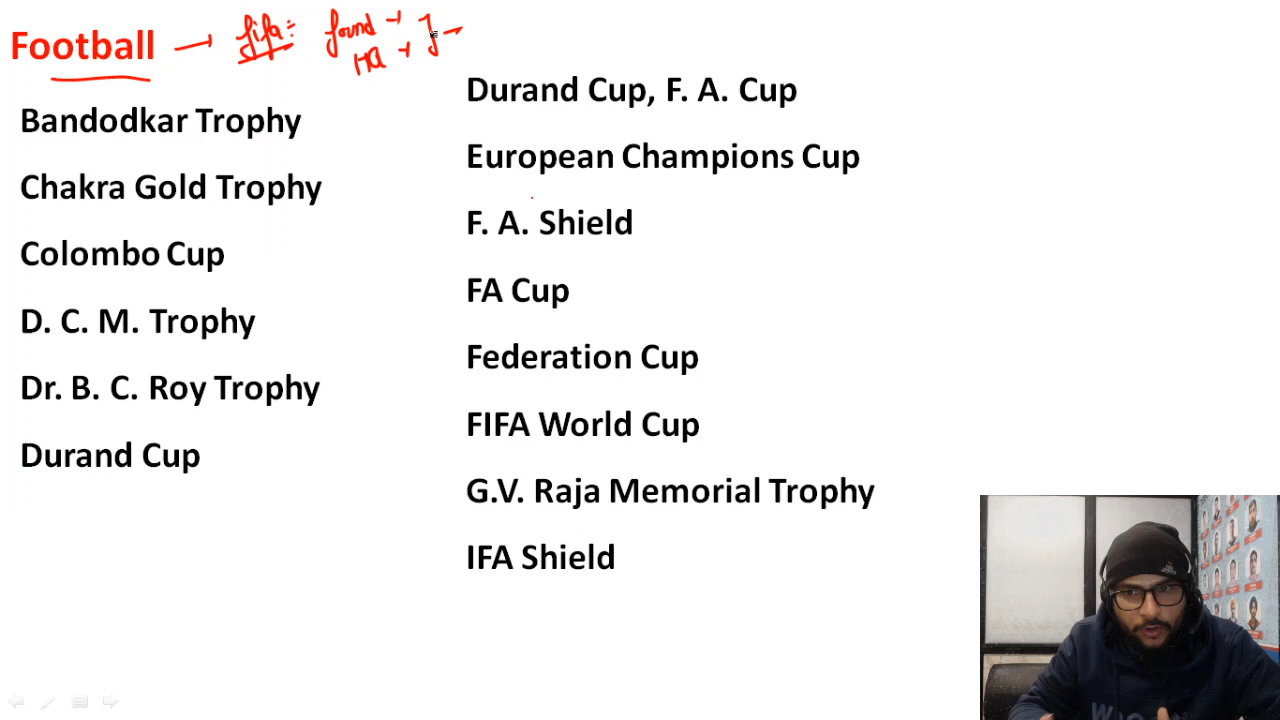 Football → fifa: found →
HQ →
Bandodkar Trophy
Chakra Gold Trophy
Colombo Cup
D. C. M. Trophy
Dr. B. C. Roy Trophy
Durand Cup
Durand Cup, F. A. Cup
European Champions Cup
F. A. Shield
FA Cup
Federation Cup
FIFA World Cup
G.V. Raja Memorial Trophy
IFA Shield